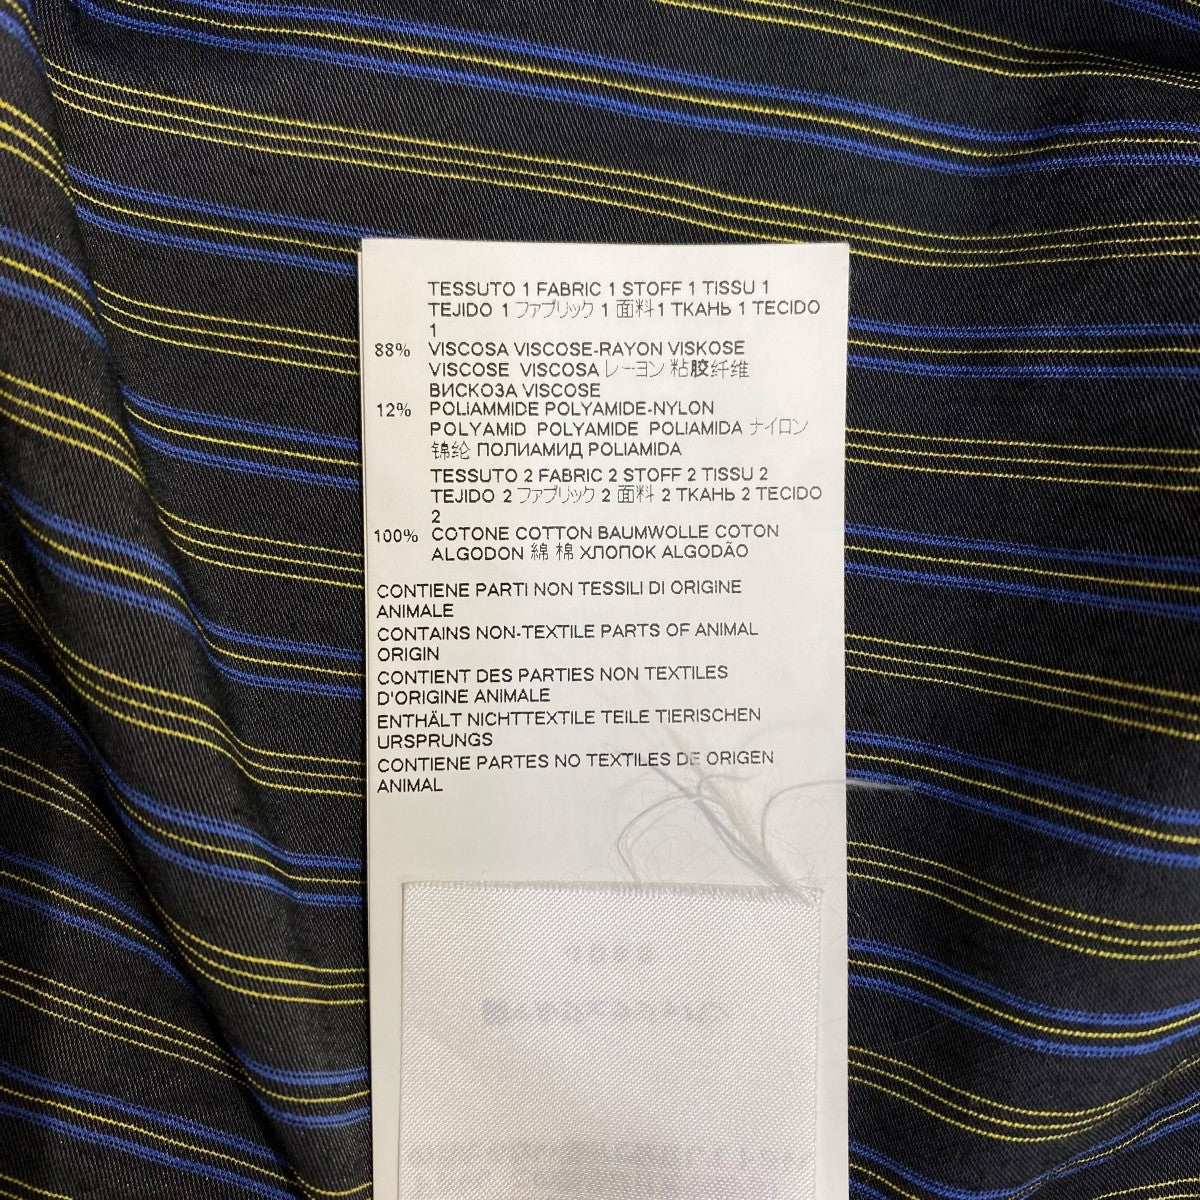 TESSUTO 1 FABRIC 1 STOFF 1 TISSU 1
TEJIDO 1 ファブリック 1 面料 1 ТКАНЬ 1 TECIDO
1
88% VISCOSA VISCOSE-RAYON VISKOSE
VISCOSE VISCOSA レーヨン 粘胶纤维
ВИСКОЗА VISCOSE
12% POLIAMMIDE POLYAMIDE-NYLON
POLYAMID POLYAMIDE POLIAMIDA ナイロン
锦纶 ПОЛИАМИД POLIAMIDA
TESSUTO 2 FABRIC 2 STOFF 2 TISSU 2
TEJIDO 2 ファブリック 2 面料 2 ТКАНЬ 2 TECIDO
2
100% COTONE COTTON BAUMWOLLE COTON
ALGODON 綿 棉 ХЛОПОК ALGODÃO
CONTIENE PARTI NON TESSILI DI ORIGINE
ANIMALE
CONTAINS NON-TEXTILE PARTS OF ANIMAL
ORIGIN
CONTIENT DES PARTIES NON TEXTILES
D'ORIGINE ANIMALE
ENTHÄLT NICHTTEXTILE TEILE TIERISCHEN
URSPRUNGS
CONTIENE PARTES NO TEXTILES DE ORIGEN
ANIMAL